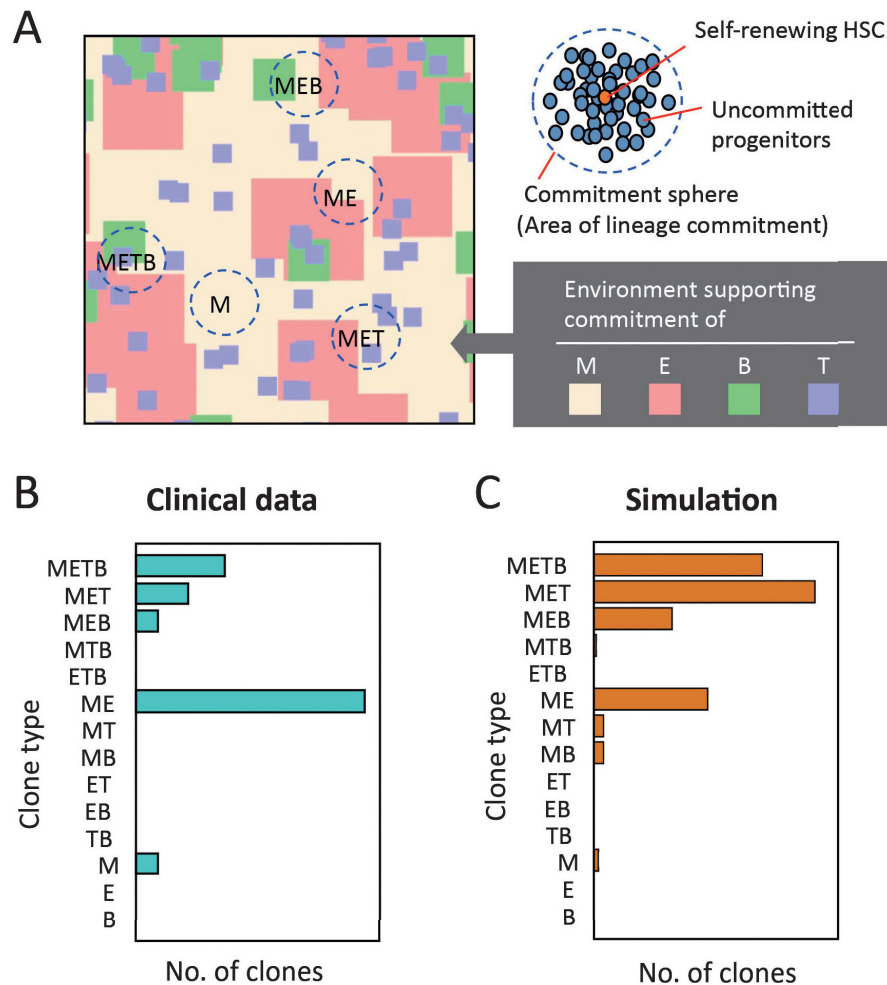 A
MEB
ME
METB
M
MET
Self-renewing HSC
Uncommitted
progenitors
Commitment sphere
(Area of lineage commitment)
Environment supporting
commitment of
M E B T
B
Clinical data
METB
MET
MEB
MTB
ETB
ME
MT
MB
ET
EB
TB
M
E
B
Clone type
No. of clones
C
Simulation
METB
MET
MEB
MTB
ETB
ME
MT
MB
ET
EB
TB
M
E
B
Clone type
No. of clones